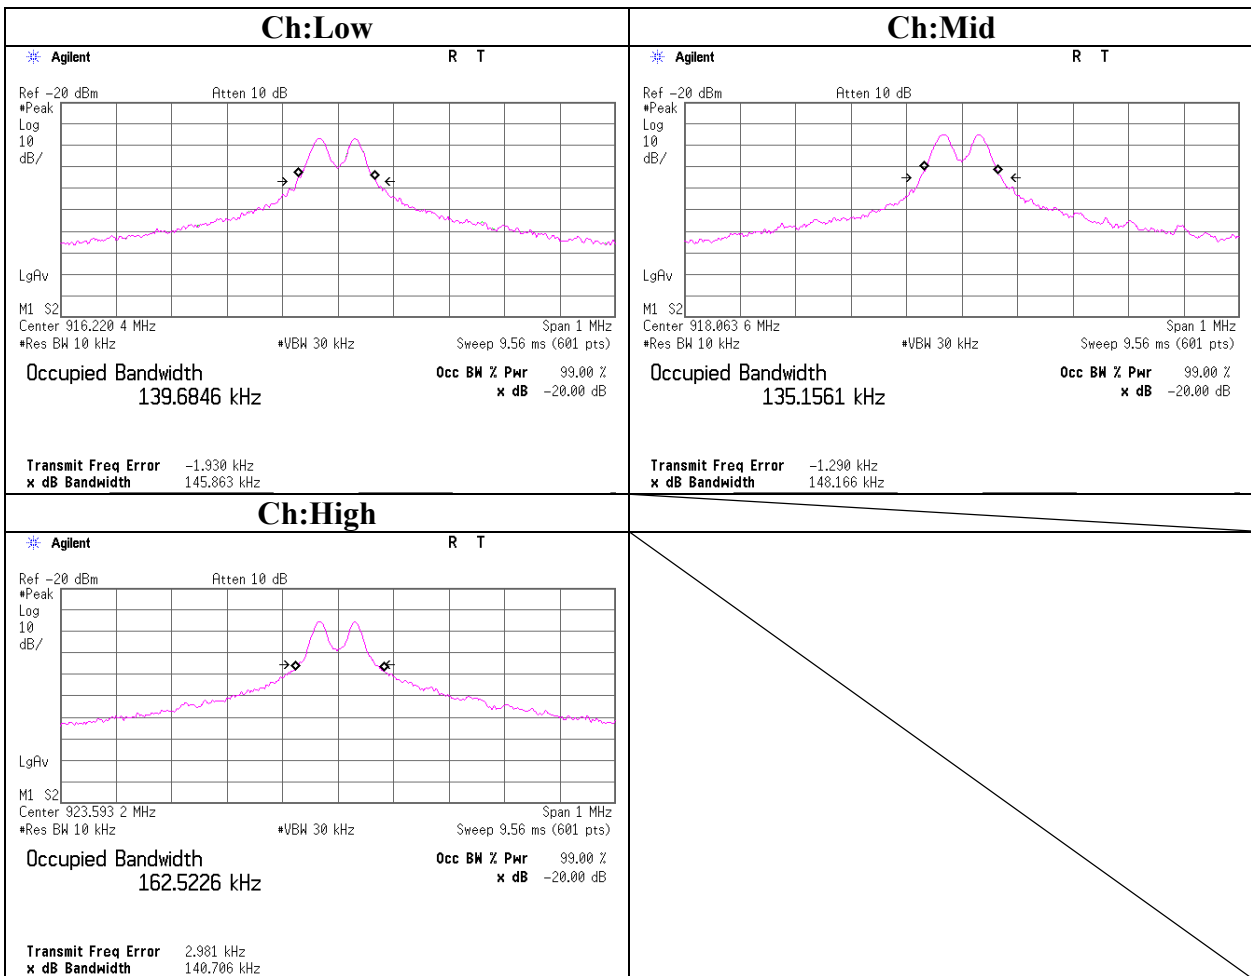 Ch:Low
Agilent R T
Ref -20 dBm Atten 10 dB
#Peak
Log
10
dB/
LgAv
M1 S2
Center 916.220 4 MHz Span 1 MHz
#Res BW 10 kHz #VBW 30 kHz Sweep 9.56 ms (601 pts)
Occupied Bandwidth Occ BW % Pwr 99.00 %
139.6846 kHz x dB -20.00 dB
Transmit Freq Error -1.930 kHz
x dB Bandwidth 145.863 kHz
Ch:Mid
Agilent R T
Ref -20 dBm Atten 10 dB
#Peak
Log
10
dB/
LgAv
M1 S2
Center 918.063 6 MHz Span 1 MHz
#Res BW 10 kHz #VBW 30 kHz Sweep 9.56 ms (601 pts)
Occupied Bandwidth Occ BW % Pwr 99.00 %
135.1561 kHz x dB -20.00 dB
Transmit Freq Error -1.290 kHz
x dB Bandwidth 148.166 kHz
Ch:High
Agilent R T
Ref -20 dBm Atten 10 dB
#Peak
Log
10
dB/
LgAv
M1 S2
Center 923.593 2 MHz Span 1 MHz
#Res BW 10 kHz #VBW 30 kHz Sweep 9.56 ms (601 pts)
Occupied Bandwidth Occ BW % Pwr 99.00 %
162.5226 kHz x dB -20.00 dB
Transmit Freq Error 2.981 kHz
x dB Bandwidth 140.706 kHz